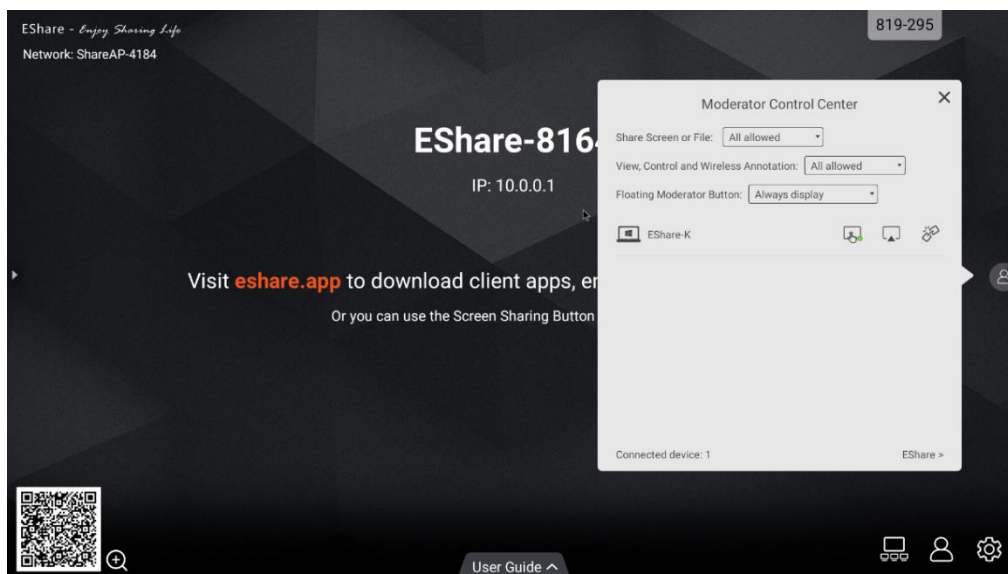 EShare - Enjoy Sharing Life
819-295
Network: ShareAP-4184
Moderator Control Center
Share Screen or File: All allowed
View, Control and Wireless Annotation: All allowed
Floating Moderator Button: Always display
EShare-K
Connected device: 1
EShare >
EShare-816
IP: 10.0.0.1
Visit eshare.app to download client apps,
Or you can use the Screen Sharing Button
User Guide